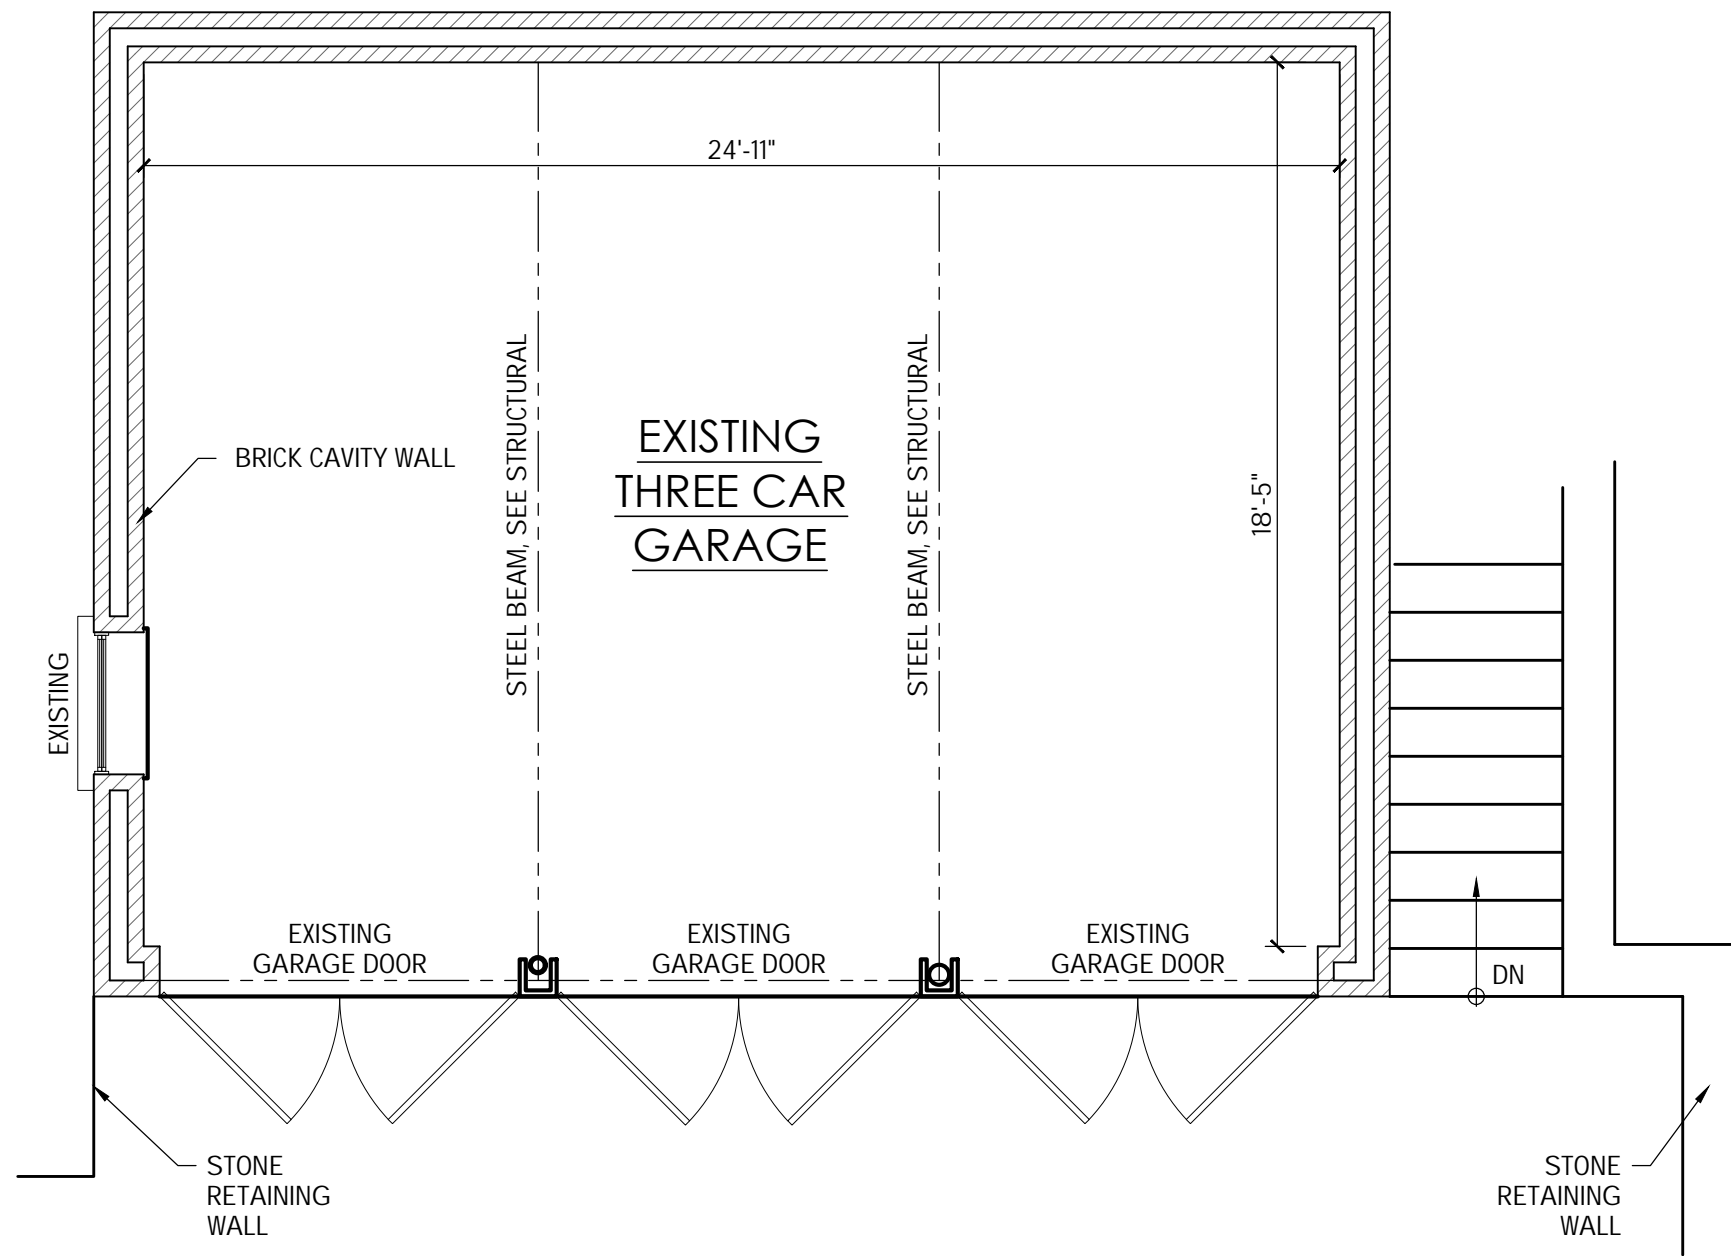 24'-11"
STEEL BEAM, SEE STRUCTURAL
STEEL BEAM, SEE STRUCTURAL
EXISTING
THREE CAR
GARAGE
BRICK CAVITY WALL
18'-5"
EXISTING
EXISTING
GARAGE DOOR
EXISTING
GARAGE DOOR
EXISTING
GARAGE DOOR
DN
STONE
RETAINING
WALL
STONE
RETAINING
WALL